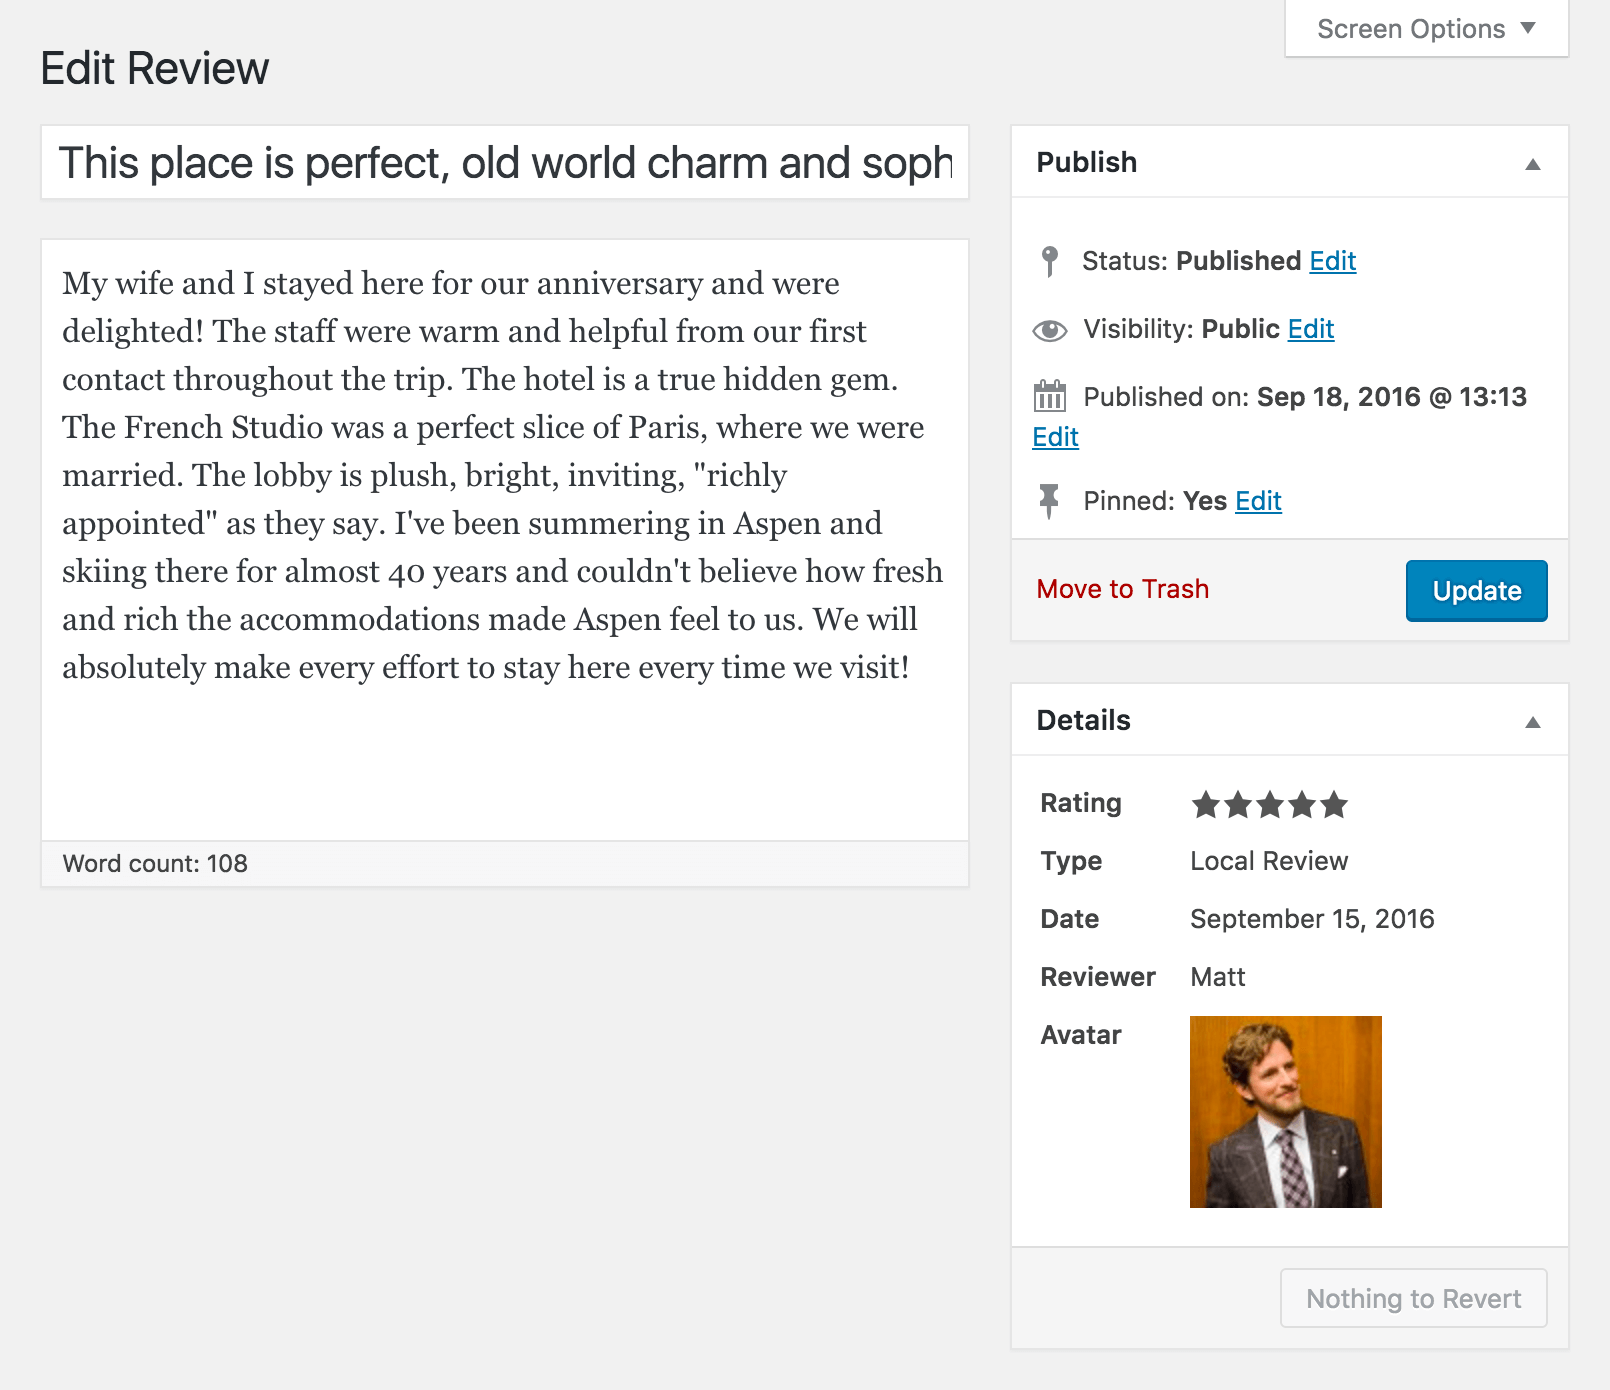 Screen Options
Edit Review
This place is perfect, old world charm and soph
My wife and I stayed here for our anniversary and were
delighted! The staff were warm and helpful from our first
contact throughout the trip. The hotel is a true hidden gem.
The French Studio was a perfect slice of Paris, where we were
married. The lobby is plush, bright, inviting, "richly
appointed" as they say. I've been summering in Aspen and
skiing there for almost 40 years and couldn't believe how fresh
and rich the accommodations made Aspen feel to us. We will
absolutely make every effort to stay here every time we visit!
Word count: 108
Publish
Status: Published Edit
Visibility: Public Edit
Published on: Sep 18, 2016 @ 13:13
Edit
Pinned: Yes Edit
Move to Trash
Update
Details
Rating
Type Local Review
Date September 15, 2016
Reviewer Matt
Avatar
Nothing to Revert